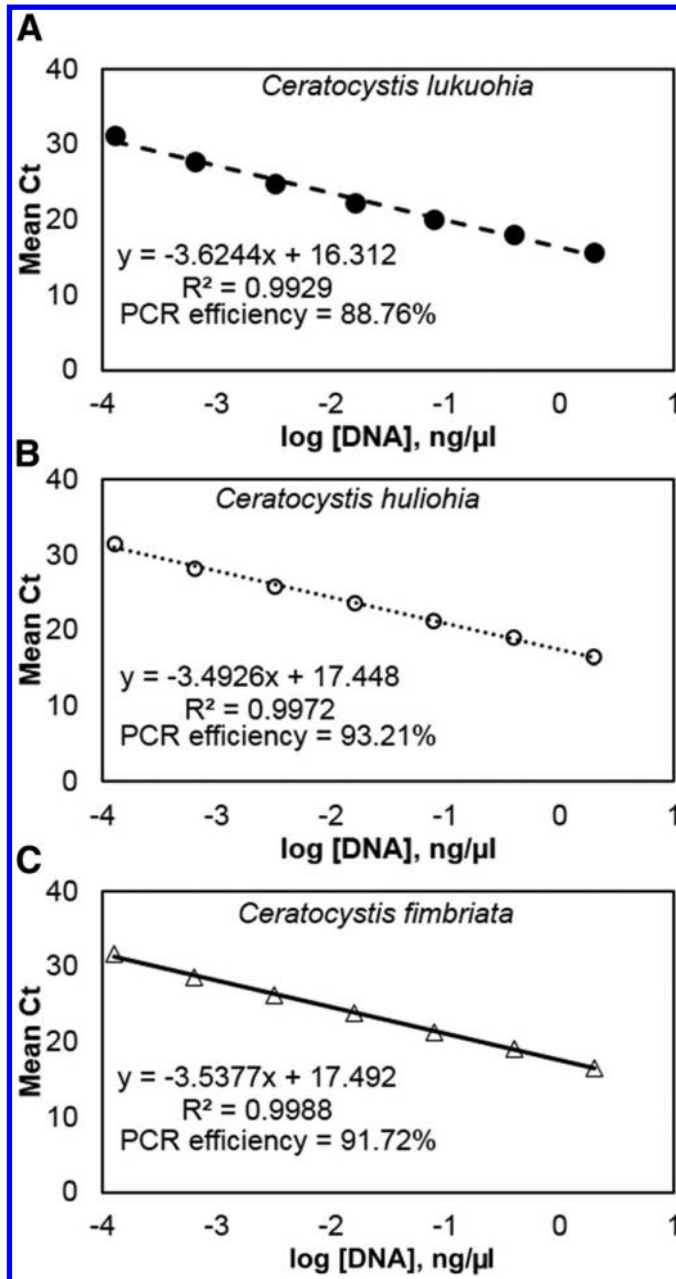 A
Ceratocystis lukuohia
40
30
20
10
0
Mean Ct
y = -3.6244x + 16.312
R² = 0.9929
PCR efficiency = 88.76%
-4 -3 -2 -1 0 1
log [DNA], ng/µl
B
Ceratocystis huliohia
40
30
20
10
0
Mean Ct
y = -3.4926x + 17.448
R² = 0.9972
PCR efficiency = 93.21%
-4 -3 -2 -1 0 1
log [DNA], ng/µl
C
Ceratocystis fimbriata
40
30
20
10
0
Mean Ct
y = -3.5377x + 17.492
R² = 0.9988
PCR efficiency = 91.72%
-4 -3 -2 -1 0 1
log [DNA], ng/µl